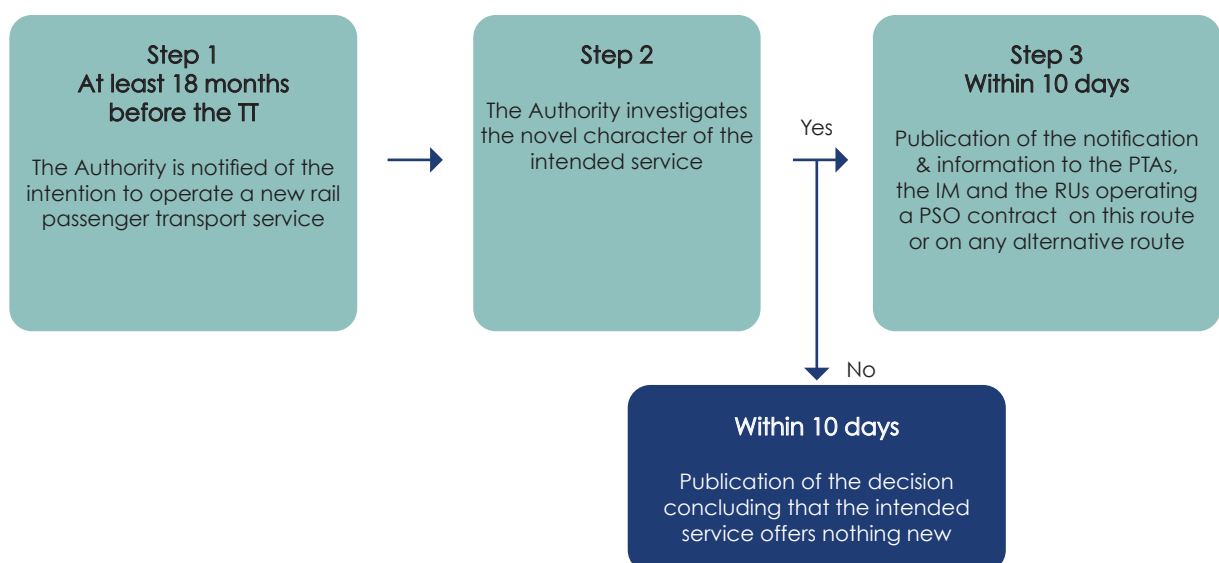 Step 1
At least 18 months
before the TT
The Authority is notified of the
intention to operate a new rail
passenger transport service
Step 2
The Authority investigates
the novel character of the
intended service
Yes
Step 3
Within 10 days
Publication of the notification
& information to the PTAs,
the IM and the RUs operating
a PSO contract on this route
or on any alternative route
No
Within 10 days
Publication of the decision
concluding that the intended
service offers nothing new